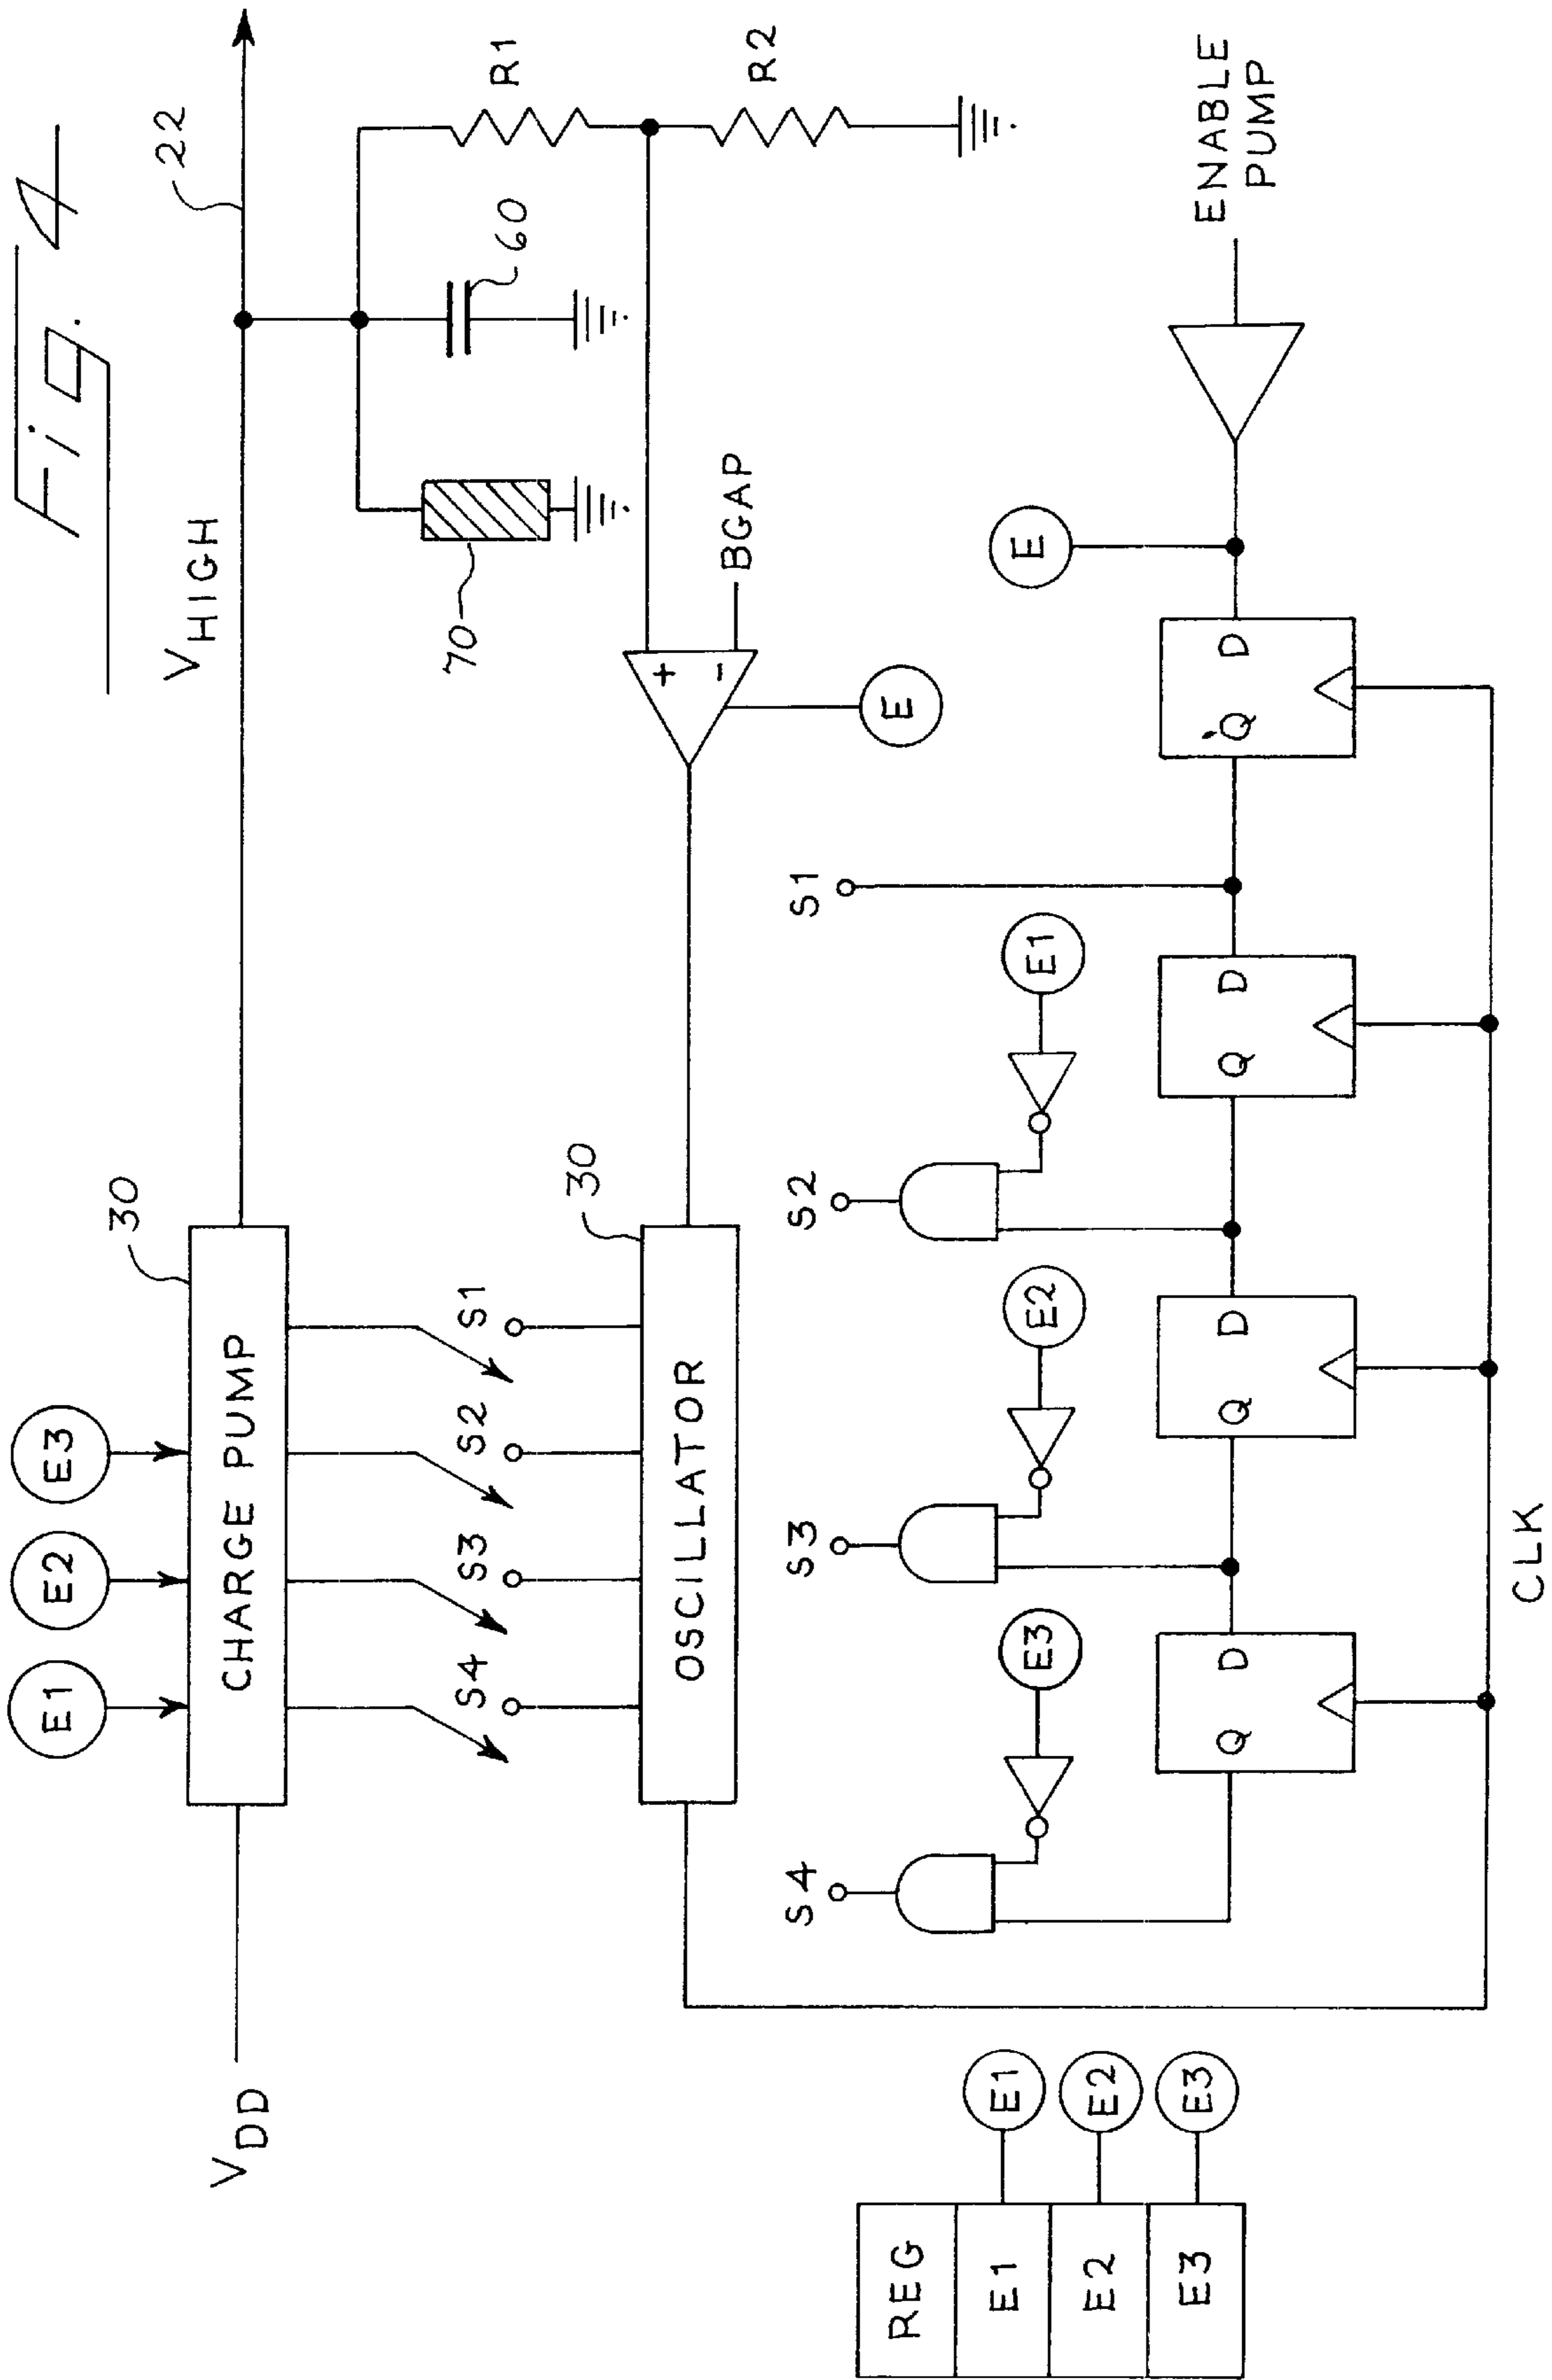 Fig. 4
VDD
E1
E2
E3
30
CHARGE PUMP
VHIGH
22
S4
S3
S2
S1
30
OSCILLATOR
70
60
R1
R2
+
-
BGAP
E
S4
S3
S2
S1
E3
E2
E1
E
Q D
Q D
Q D
Q D
ENABLE
PUMP
CLK
REG
E1
E2
E3
E1
E2
E3